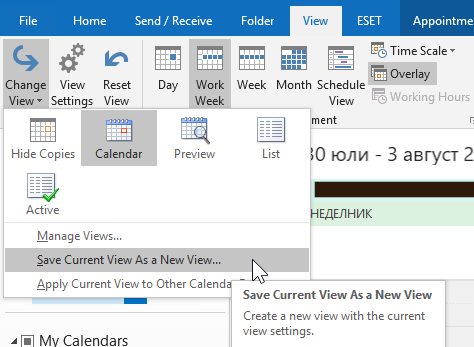 File Home Send / Receive Folder View ESET Appointment
Change View View Settings Reset View Day Work Week Week Month Schedule View Time Scale
Overlay
Working Hours
Hide Copies Calendar Preview List
30 юли - 3 август 2
Active
НЕДЕЛНИК
Manage Views...
Save Current View As a New View...
Apply Current View to Other Calenda
Save Current View As a New View
Create a new view with the current
view settings.
My Calendars